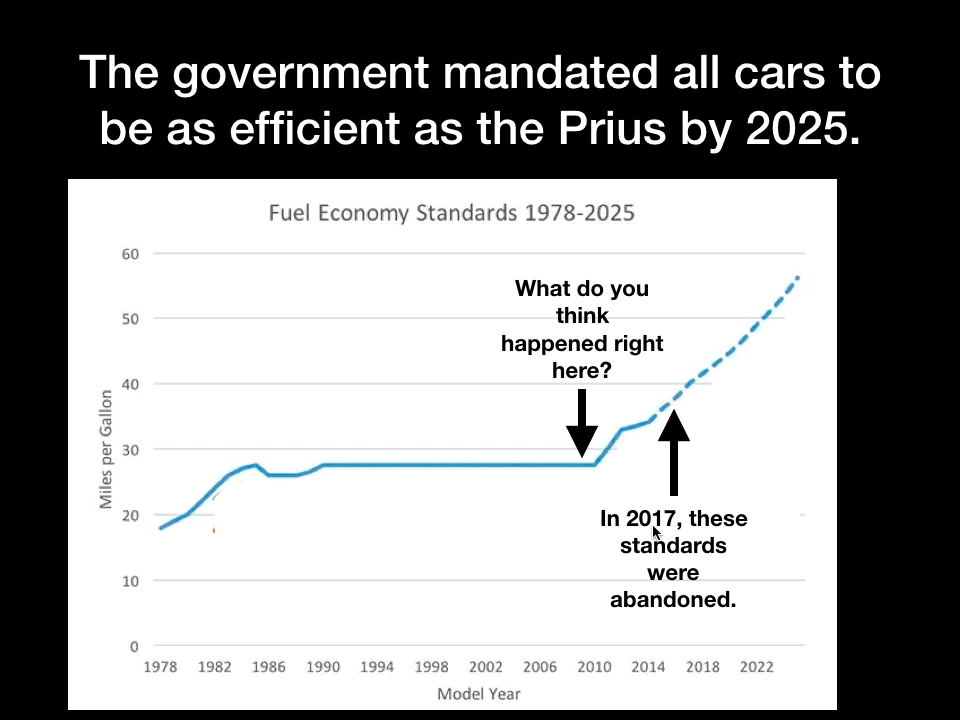 The government mandated all cars to
be as efficient as the Prius by 2025.
Fuel Economy Standards 1978-2025
60
50
40
30
20
10
0
Miles per Gallon
What do you
think
happened right
here?
In 2017, these
standards
were
abandoned.
1978 1982 1986 1990 1994 1998 2002 2006 2010 2014 2018 2022
Model Year